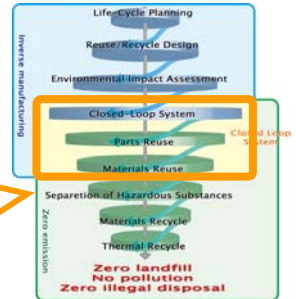 Life-Cycle Planning
Reuse/Recycle Design
Environmental Impact Assessment
Inverse manufacturing
Closed-Loop System
Closed Loop
System
Parts Reuse
Materials Reuse
Separetion of Hazardous Substances
Zero emission
Materials Recycle
Thermal Recycle
Zero landfill
No pollution
Zero illegal disposal